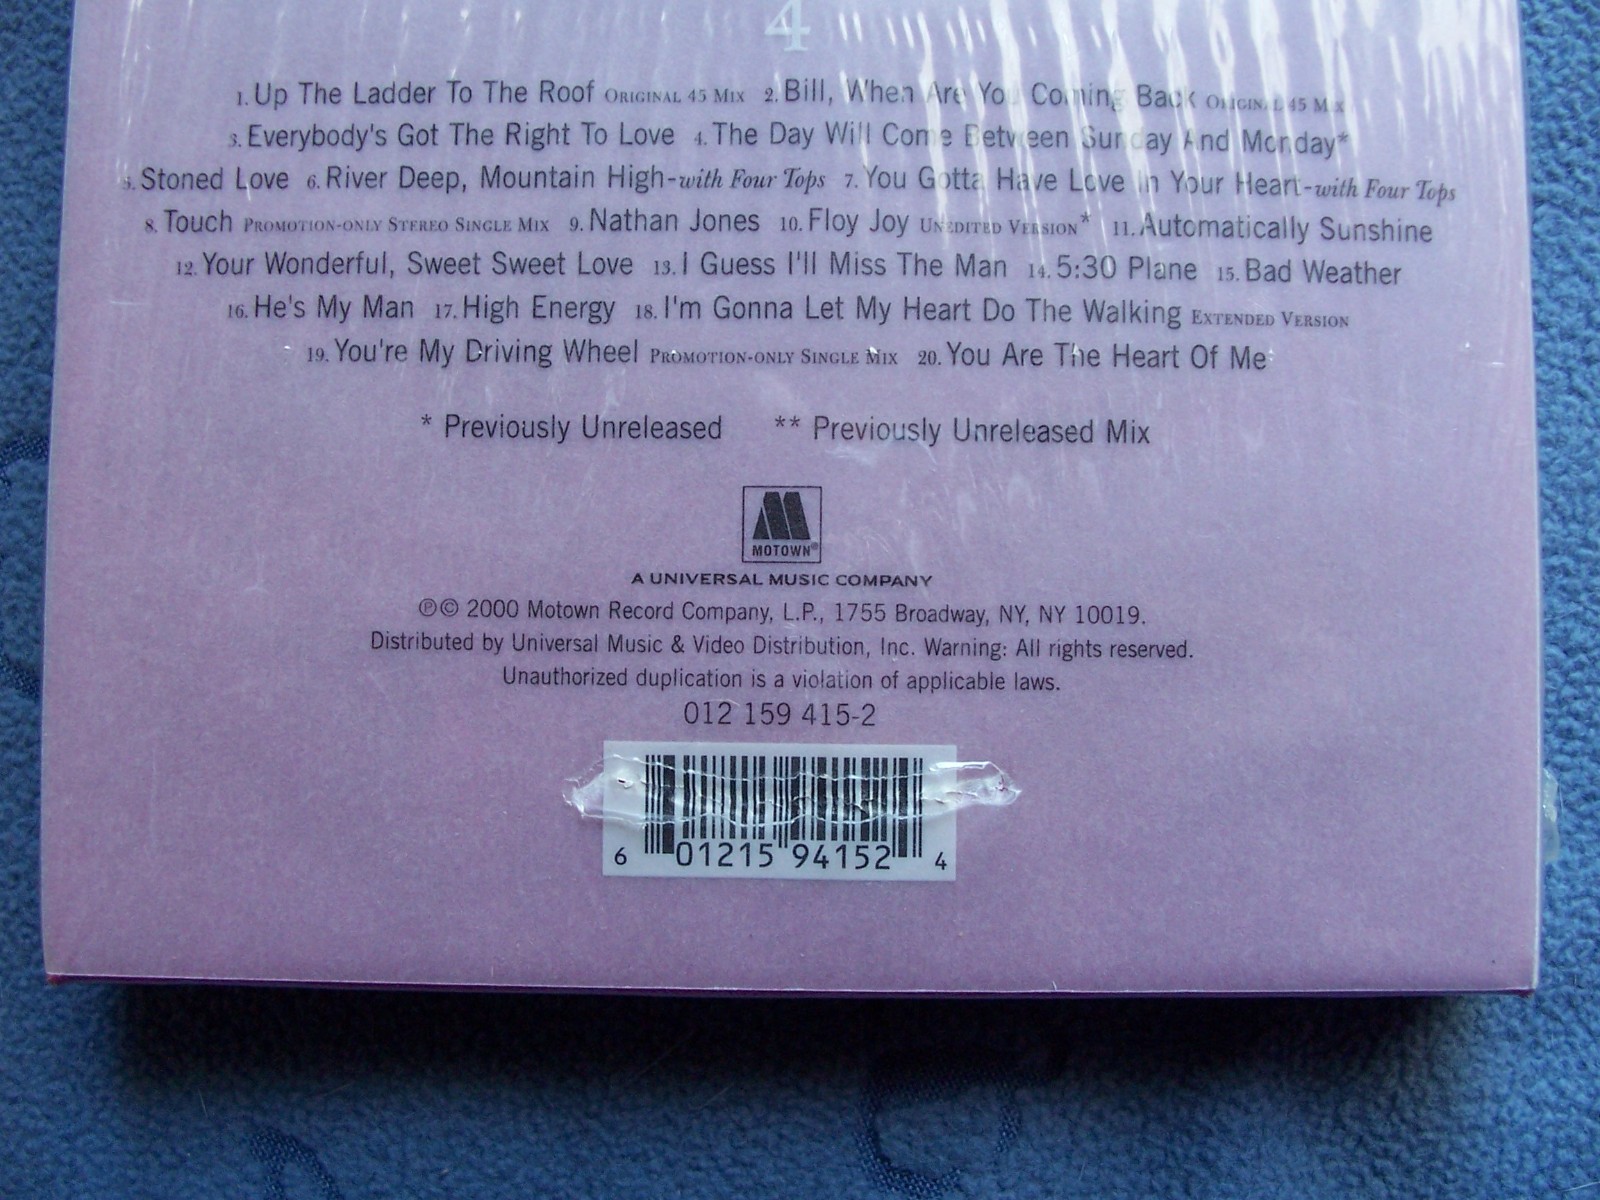 4
1. Up The Ladder To The Roof ORIGINAL 45 MIX 2. Bill, When Are You Coming Back ORIGINAL 45 MIX
3. Everybody's Got The Right To Love 4. The Day Will Come Between Sunday And Monday*
5. Stoned Love 6. River Deep, Mountain High-with Four Tops 7. You Gotta Have Love In Your Heart-with Four Tops
8. Touch PROMOTION-ONLY STEREO SINGLE MIX 9. Nathan Jones 10. Floy Joy UNEDITED VERSION* 11. Automatically Sunshine
12. Your Wonderful, Sweet Sweet Love 13. I Guess I'll Miss The Man 14. 5:30 Plane 15. Bad Weather
16. He's My Man 17. High Energy 18. I'm Gonna Let My Heart Do The Walking EXTENDED VERSION
19. You're My Driving Wheel PROMOTION-ONLY SINGLE MIX 20. You Are The Heart Of Me
* Previously Unreleased ** Previously Unreleased Mix
MOTOWN®
A UNIVERSAL MUSIC COMPANY
℗© 2000 Motown Record Company, L.P., 1755 Broadway, NY, NY 10019.
Distributed by Universal Music & Video Distribution, Inc. Warning: All rights reserved.
Unauthorized duplication is a violation of applicable laws.
012 159 415-2
6 01215 94152 4